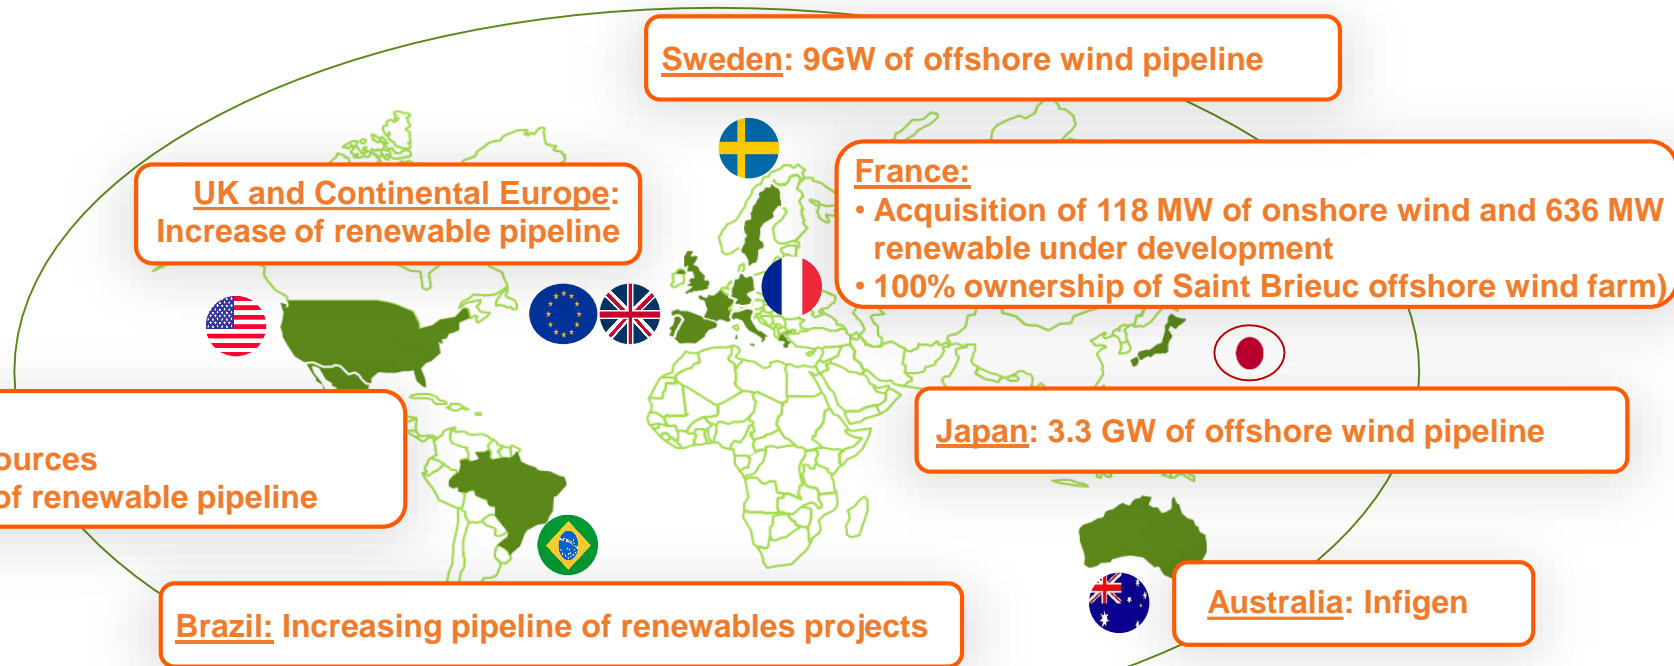 Sweden: 9GW of offshore wind pipeline
UK and Continental Europe:
Increase of renewable pipeline
France:
• Acquisition of 118 MW of onshore wind and 636 MW
renewable under development
• 100% ownership of Saint Brieuc offshore wind farm)
Japan: 3.3 GW of offshore wind pipeline
of renewable pipeline
Brazil: Increasing pipeline of renewables projects
Australia: Infigen